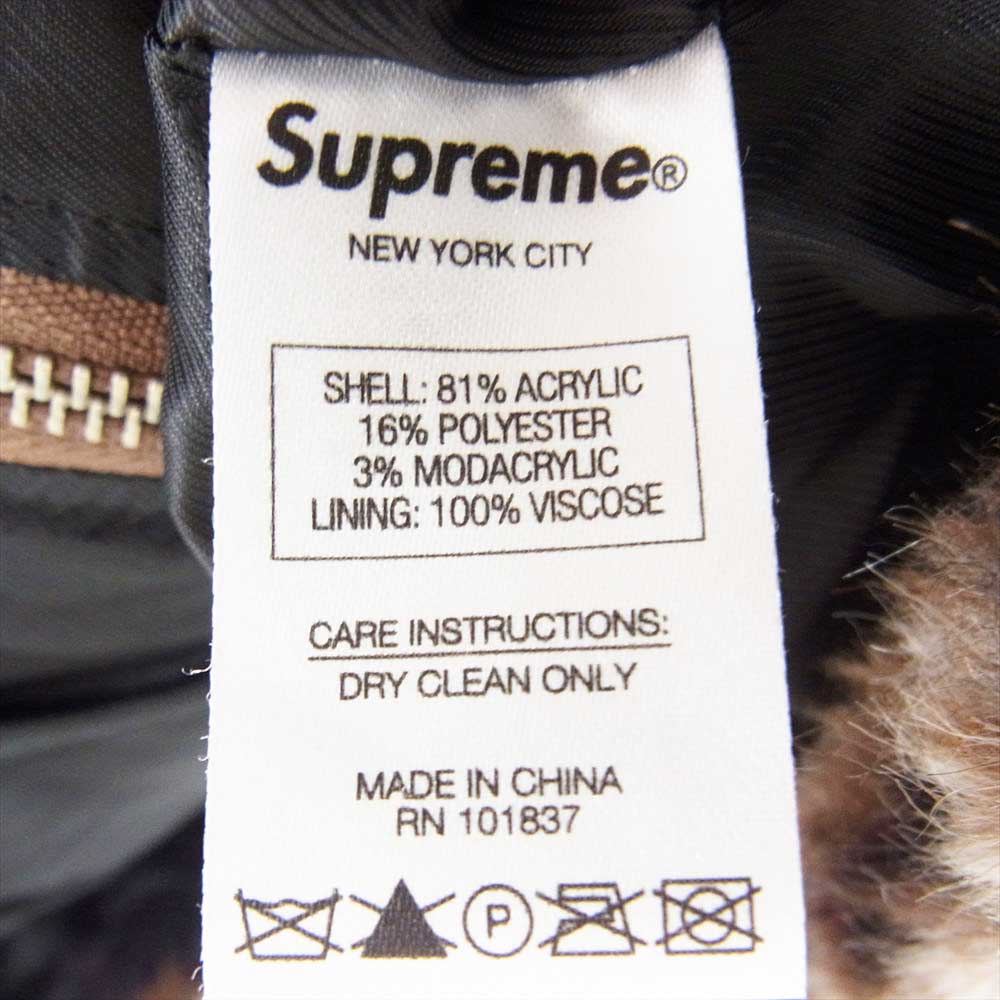 Supreme®
NEW YORK CITY
SHELL: 81% ACRYLIC
16% POLYESTER
3% MODACRYLIC
LINING: 100% VISCOSE
CARE INSTRUCTIONS:
DRY CLEAN ONLY
MADE IN CHINA
RN 101837
P